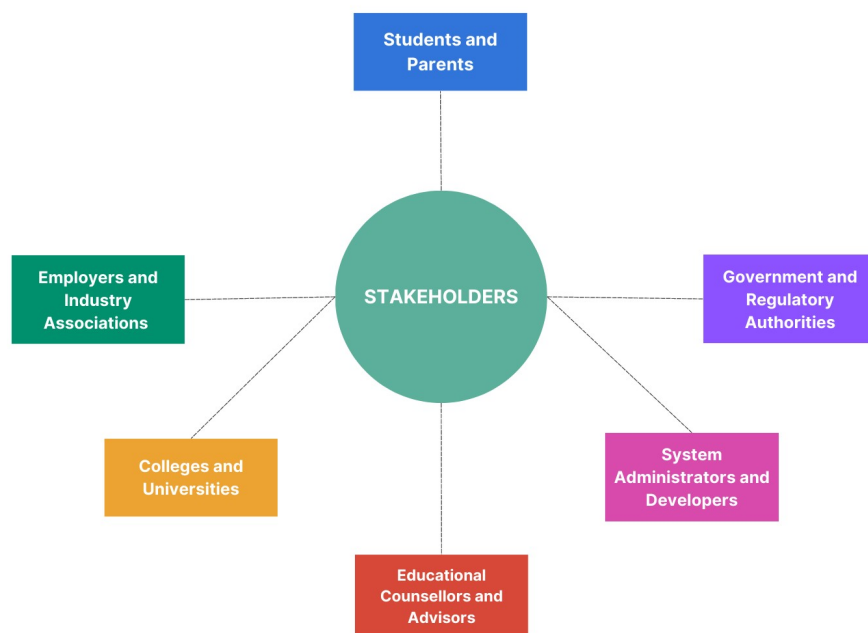 Students and
Parents
Employers and
Industry
Associations
STAKEHOLDERS
Government and
Regulatory
Authorities
Colleges and
Universities
System
Administrators and
Developers
Educational
Counsellors and
Advisors